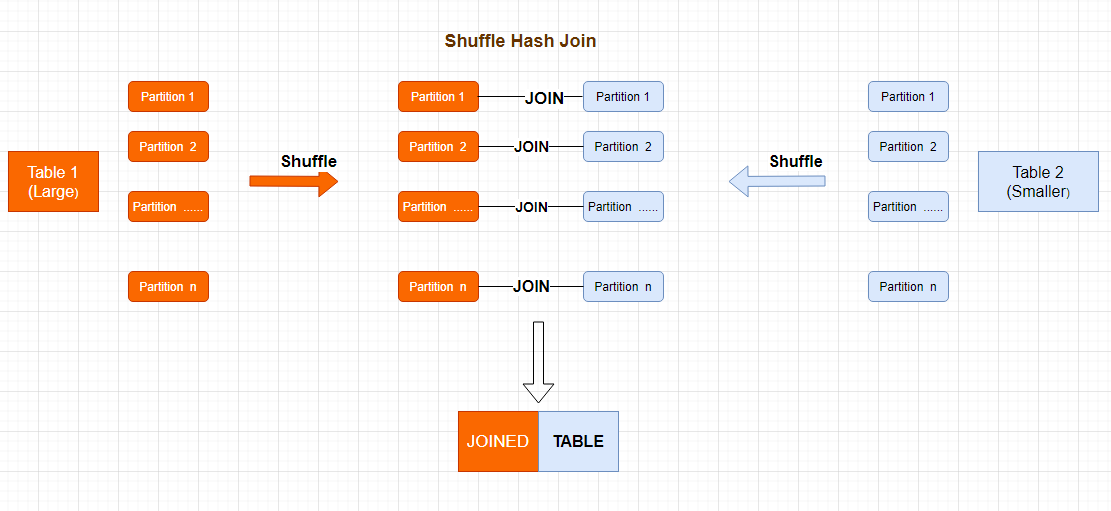 Shuffle Hash Join
Partition 1
Partition 1
JOIN
Partition 1
Partition 1
Partition 2
Partition 2
JOIN
Partition 2
Partition 2
Table 1
(Large)
Shuffle
Shuffle
Table 2
(Smaller)
Partition ......
Partition ......
JOIN
Partition ......
Partition ......
Partition n
Partition n
JOIN
Partition n
Partition n
JOINED
TABLE